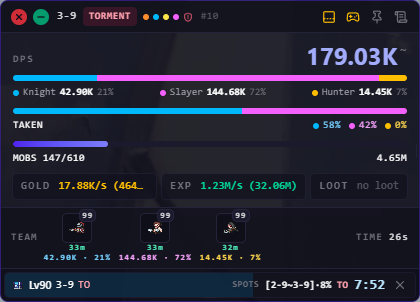 3-9 TORMENT #10
DPS 179.03K~
Knight 42.90K 21% Slayer 144.68K 72% Hunter 14.45K 7%
TAKEN 58% 42% 0%
MOBS 147/610 4.65M
GOLD 17.88K/s (464… EXP 1.23M/s (32.06M) LOOT no loot
99 99 99
TEAM TIME 26s
33m 33m 32m
42.90K · 21% 144.68K · 72% 14.45K · 7%
Lv90 3-9 TO SPOTS [2-9~3-9]·8% TO 7:52